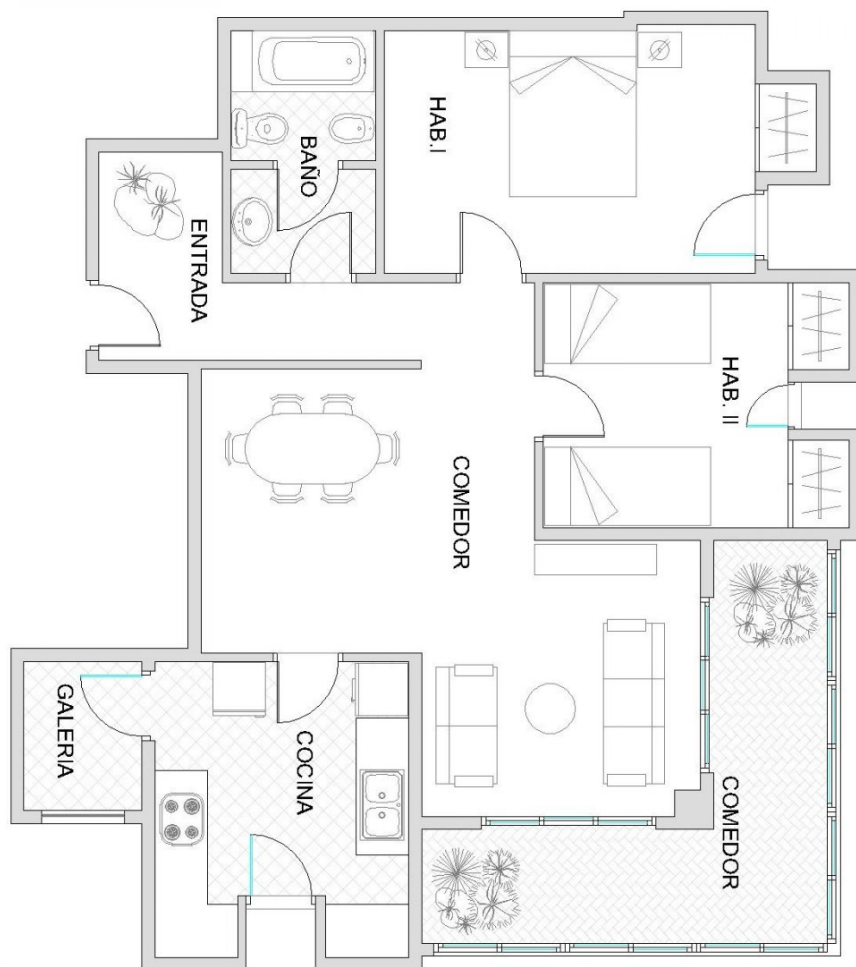 HAB.I
BAÑO
ENTRADA
HAB. II
COMEDOR
GALERIA
COCINA
COMEDOR